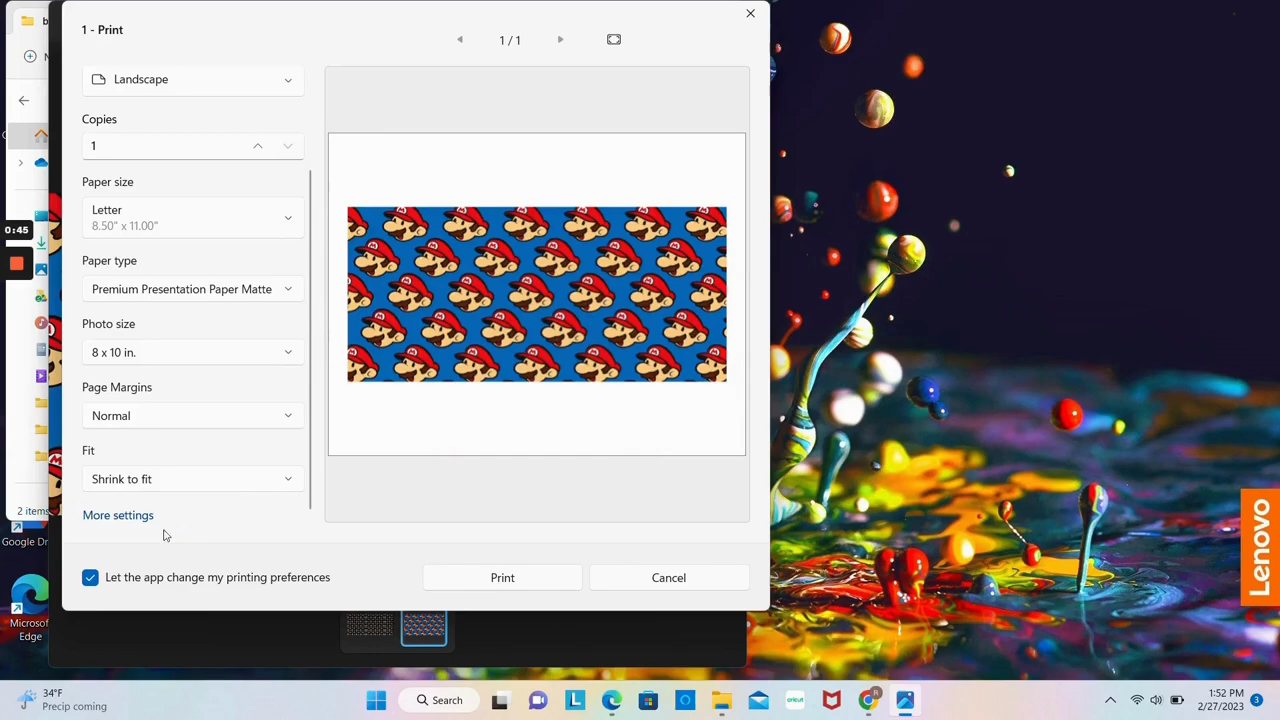 b
1 - Print
1 / 1
N
Landscape
Copies
1
Paper size
Letter
8.50" x 11.00"
0:45
Paper type
Premium Presentation Paper Matte
Photo size
8 x 10 in.
Page Margins
Normal
Fit
Shrink to fit
More settings
2 items
Google Dr
Let the app change my printing preferences
Print
Cancel
Lenovo
Microsof
Edge
34°F
Precip coming
Search
L
cricut
R
1:52 PM
2/27/2023
3